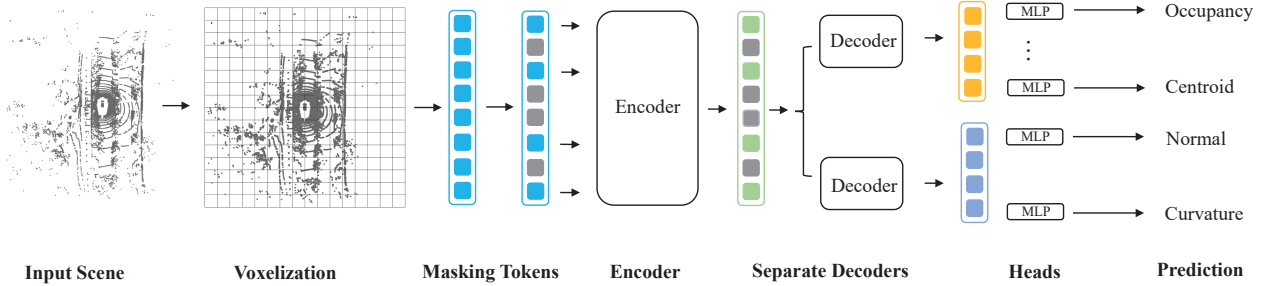 MLP
Occupancy
Decoder
Encoder
MLP
Centroid
MLP
Normal
Decoder
MLP
Curvature
Input Scene
Voxelization
Masking Tokens
Encoder
Separate Decoders
Heads
Prediction